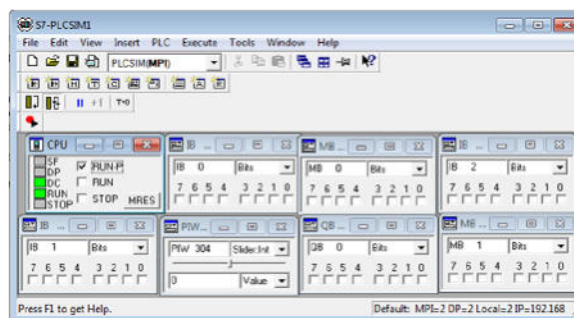 S7-PLCSIM1
File Edit View Insert PLC Execute Tools Window Help
PLCSIM(MPI)
+1 T=0
CPU IB ... MB ... IB ...
SF
DP
DC
RUN
STOP
RUN-P
RUN
STOP MRES
IB 0 Bits
7 6 5 4 3 2 1 0
MB 0 Bits
7 6 5 4 3 2 1 0
IB 2 Bits
7 6 5 4 3 2 1 0
IB ... PIW... QB ... MB ...
IB 1 Bits
7 6 5 4 3 2 1 0
PIW 304 Slider:Int
0 Value
QB 0 Bits
7 6 5 4 3 2 1 0
MB 1 Bits
7 6 5 4 3 2 1 0
Press F1 to get Help. Default: MPI=2 DP=2 Local=2 IP=192.168